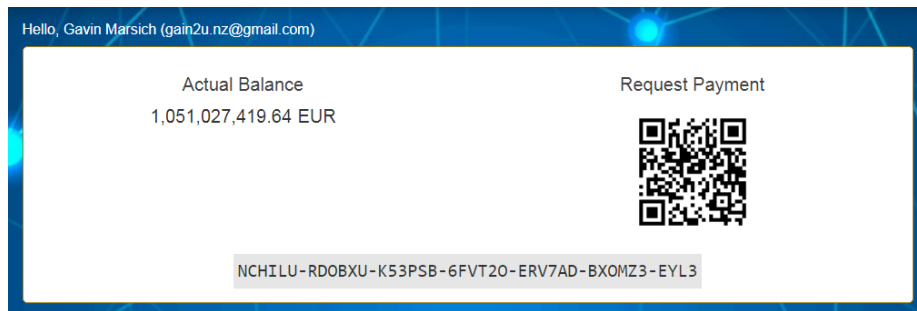 Hello, Gavin Marsich (gain2u.nz@gmail.com)
Actual Balance
1,051,027,419.64 EUR
Request Payment
NCHILU-RDOBXU-K53PSB-6FVT2O-ERV7AD-BXOMZ3-EYL3